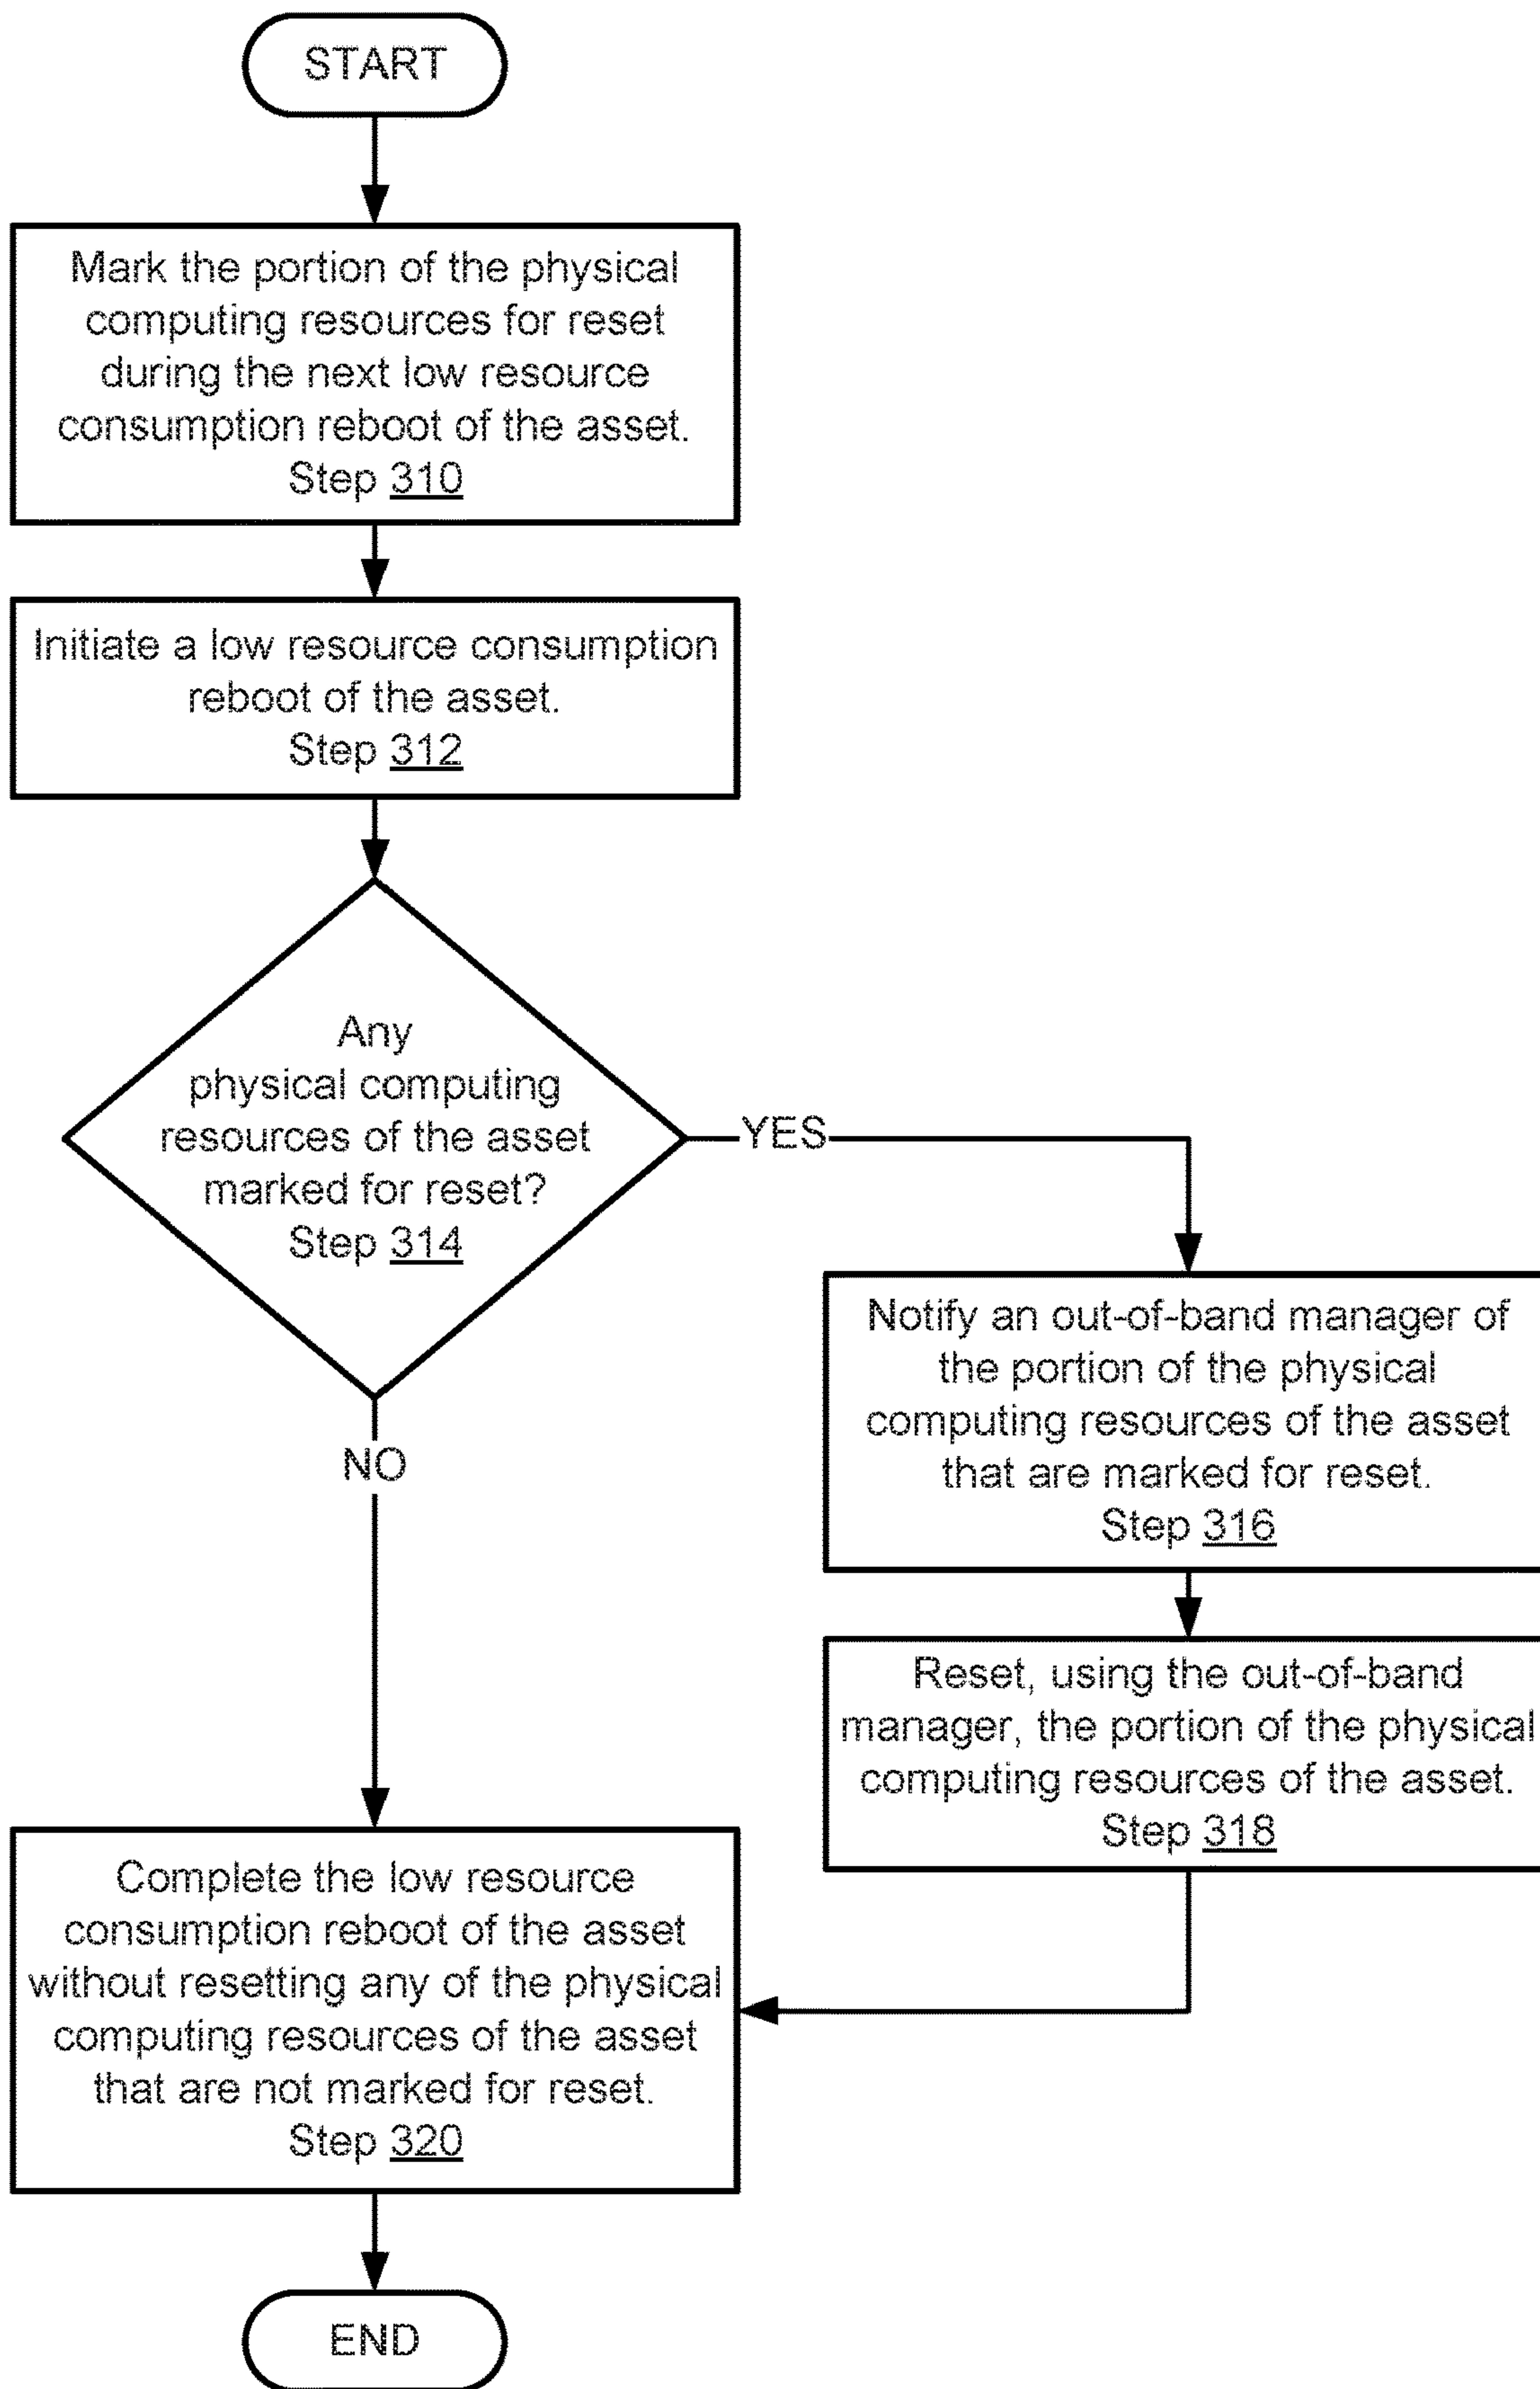 START
Mark the portion of the physical
computing resources for reset
during the next low resource
consumption reboot of the asset.
Step 310
Initiate a low resource consumption
reboot of the asset.
Step 312
Any
physical computing
resources of the asset
marked for reset?
Step 314
YES
NO
Notify an out-of-band manager of
the portion of the physical
computing resources of the asset
that are marked for reset.
Step 316
Reset, using the out-of-band
manager, the portion of the physical
computing resources of the asset.
Step 318
Complete the low resource
consumption reboot of the asset
without resetting any of the physical
computing resources of the asset
that are not marked for reset.
Step 320
END